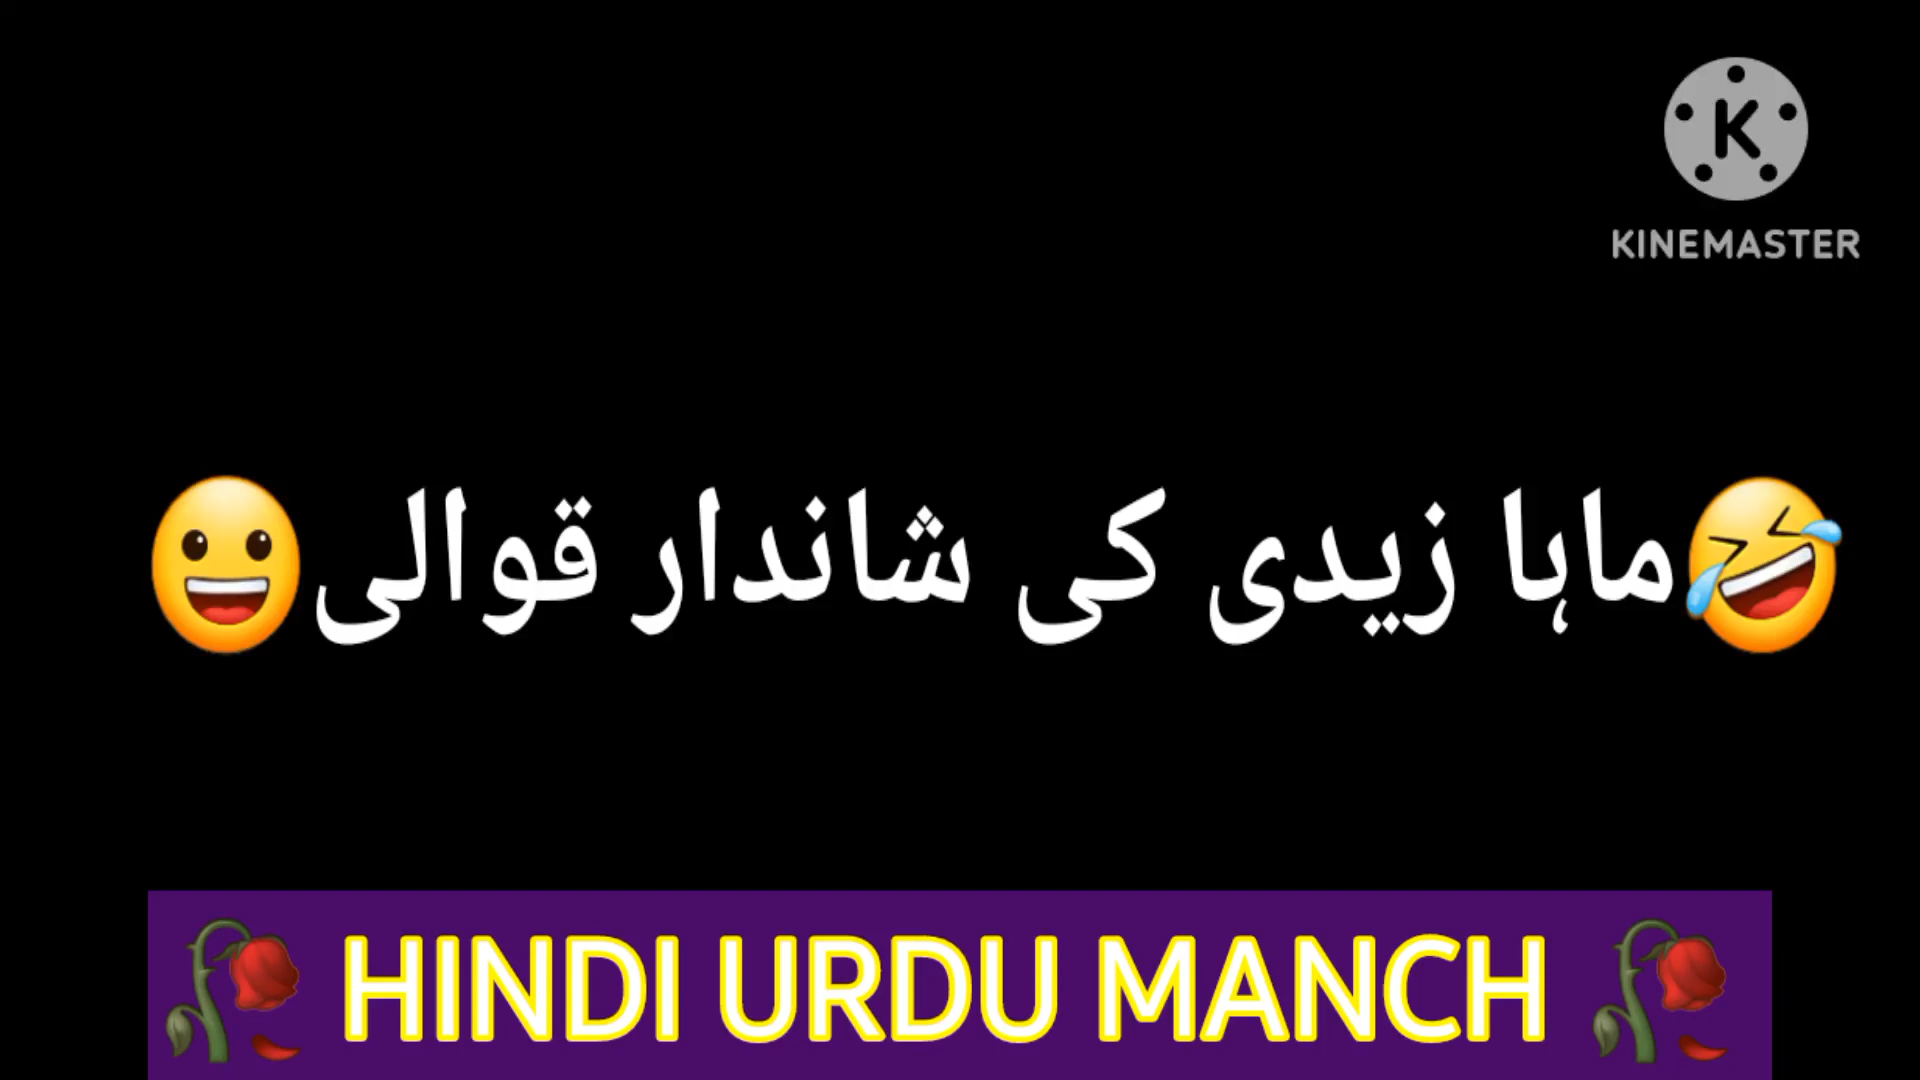 KINEMASTER
🤣ماہا زیدی کی شاندار قوالی😀
🥀 HINDI URDU MANCH 🥀